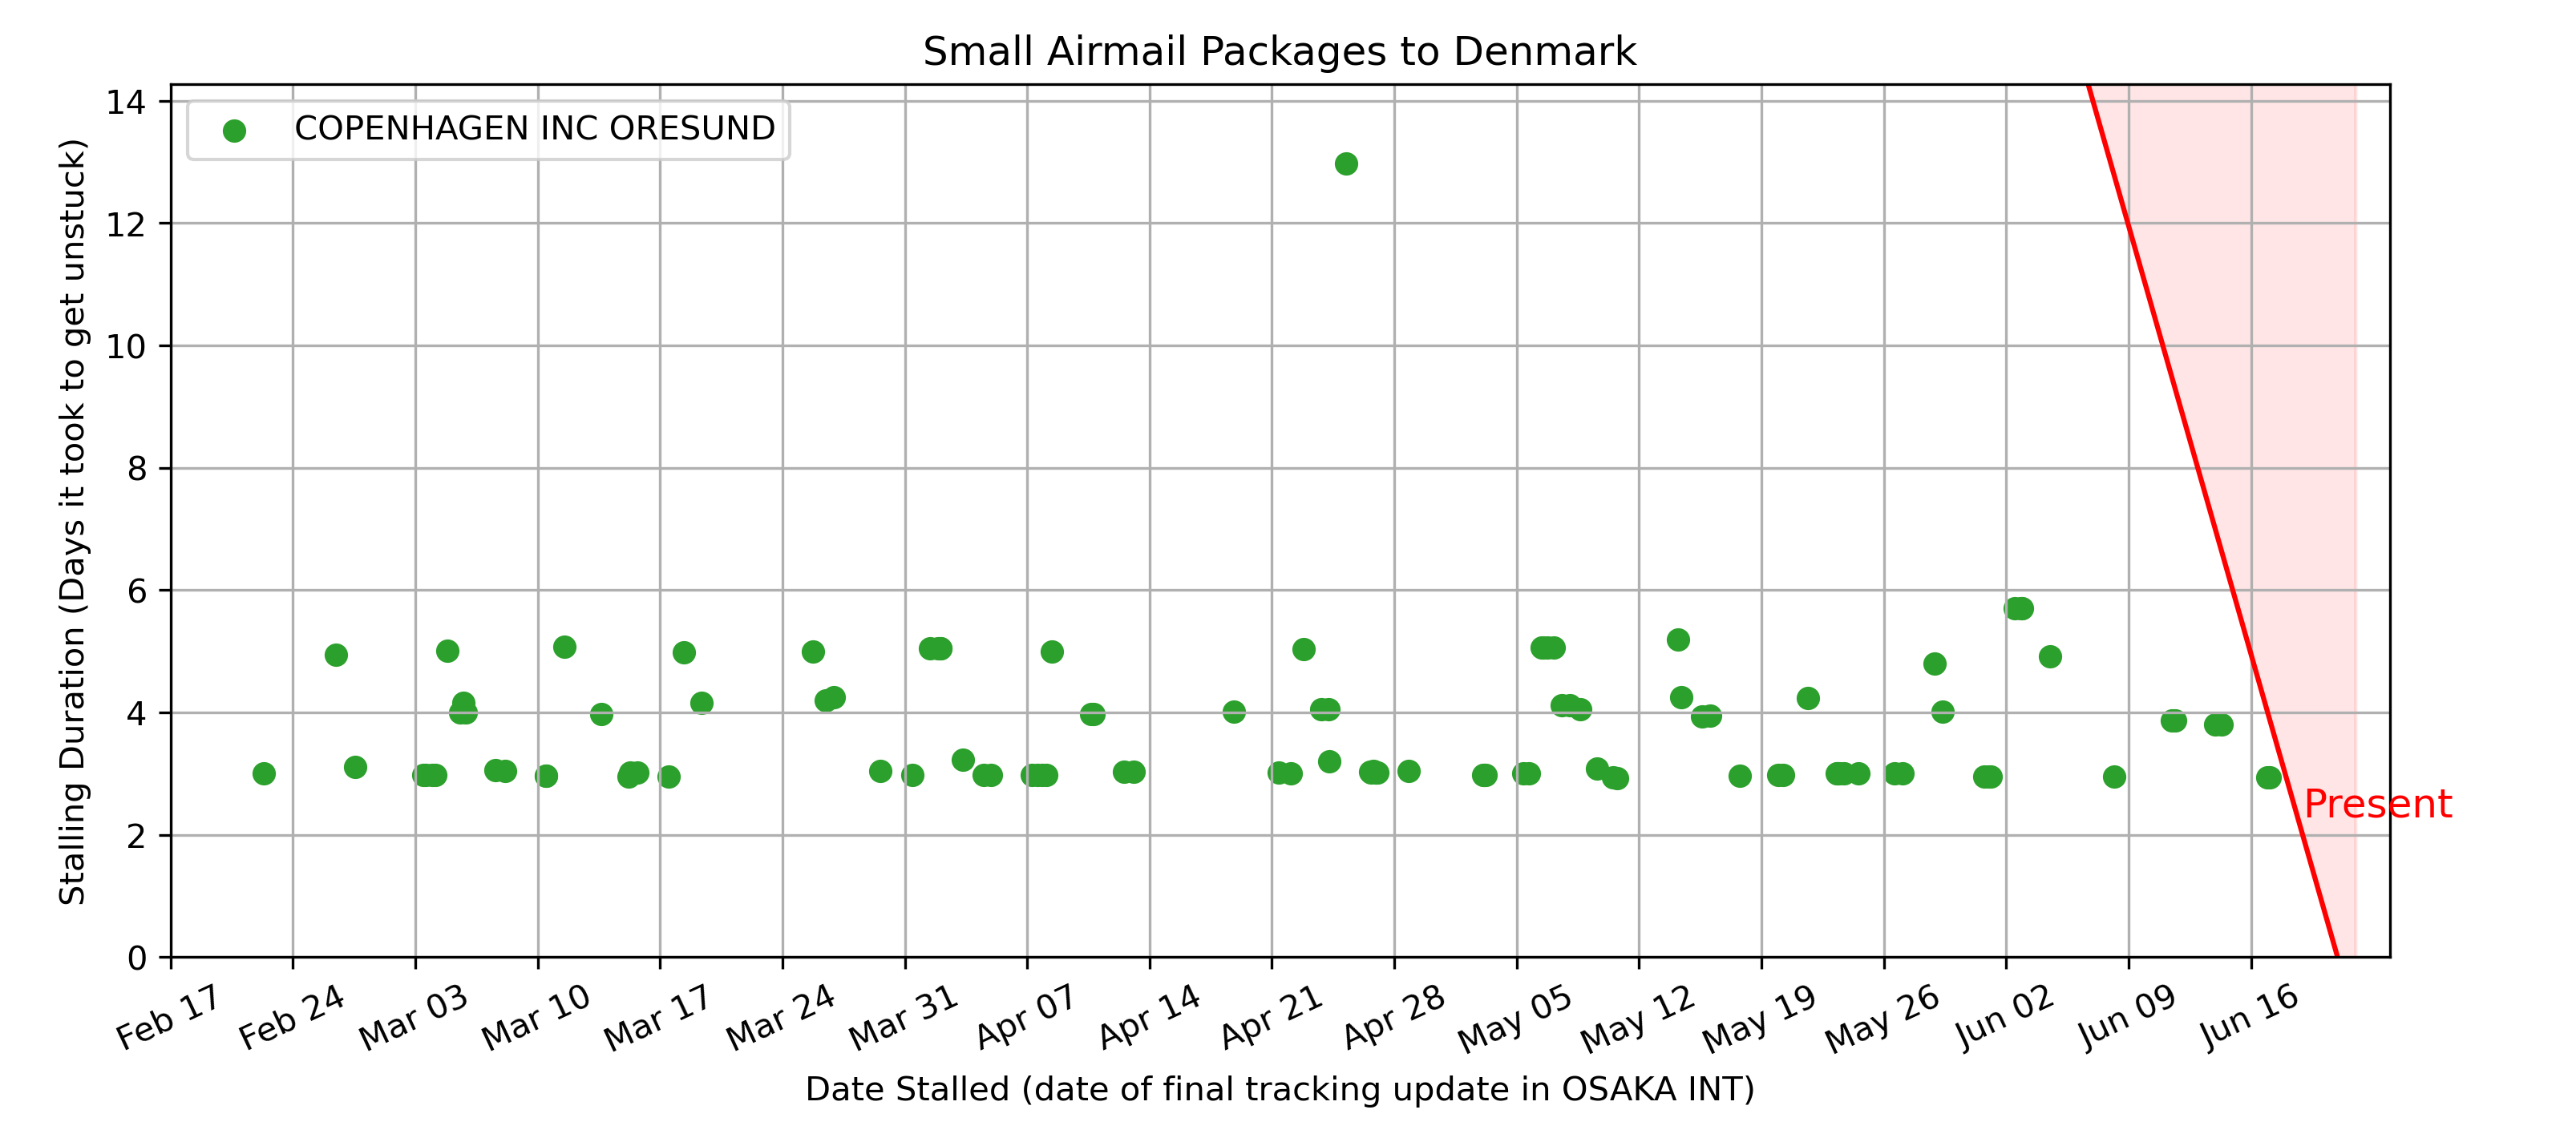 Small Airmail Packages to Denmark
COPENHAGEN INC ORESUND
Stalling Duration (Days it took to get unstuck)
14
12
10
8
6
4
2
0
Present
Feb 17
Feb 24
Mar 03
Mar 10
Mar 17
Mar 24
Mar 31
Apr 07
Apr 14
Apr 21
Apr 28
May 05
May 12
May 19
May 26
Jun 02
Jun 09
Jun 16
Date Stalled (date of final tracking update in OSAKA INT)